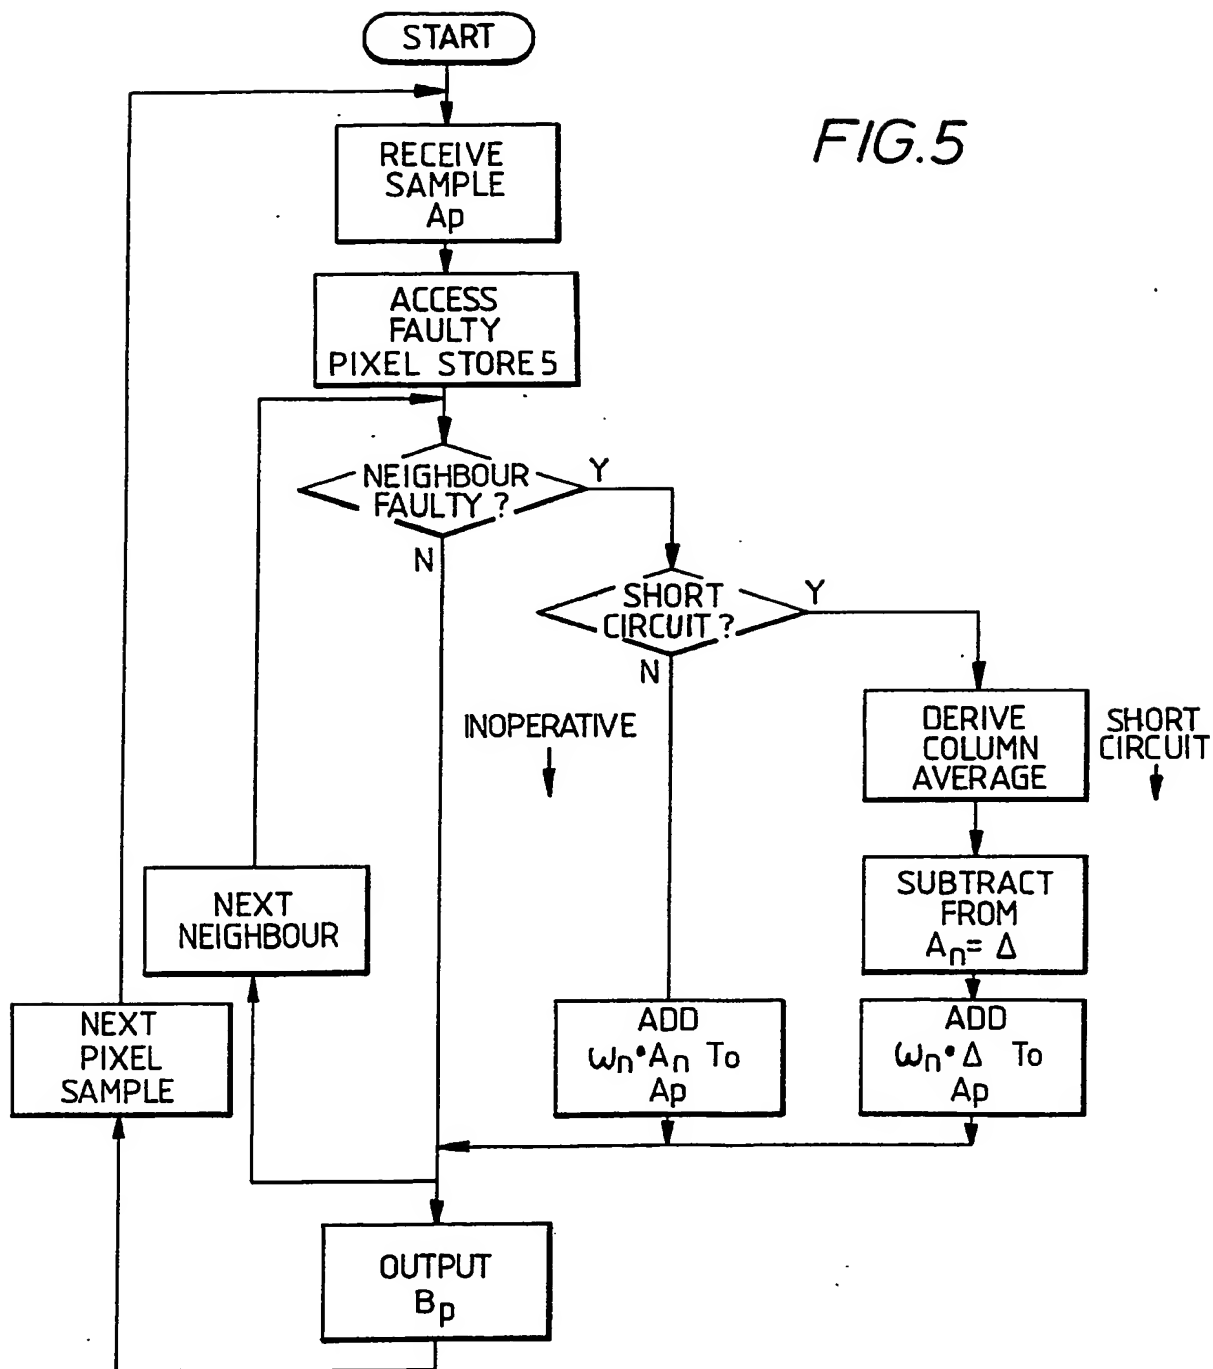 START
FIG.5
RECEIVE
SAMPLE
Ap
ACCESS
FAULTY
PIXEL STORE 5
NEIGHBOUR
FAULTY ?
Y
N
SHORT
CIRCUIT ?
Y
N
INOPERATIVE
DERIVE
COLUMN
AVERAGE
SHORT
CIRCUIT
NEXT
NEIGHBOUR
SUBTRACT
FROM
An = Δ
NEXT
PIXEL
SAMPLE
ADD
ωn • An To
Ap
ADD
ωn • Δ To
Ap
OUTPUT
Bp